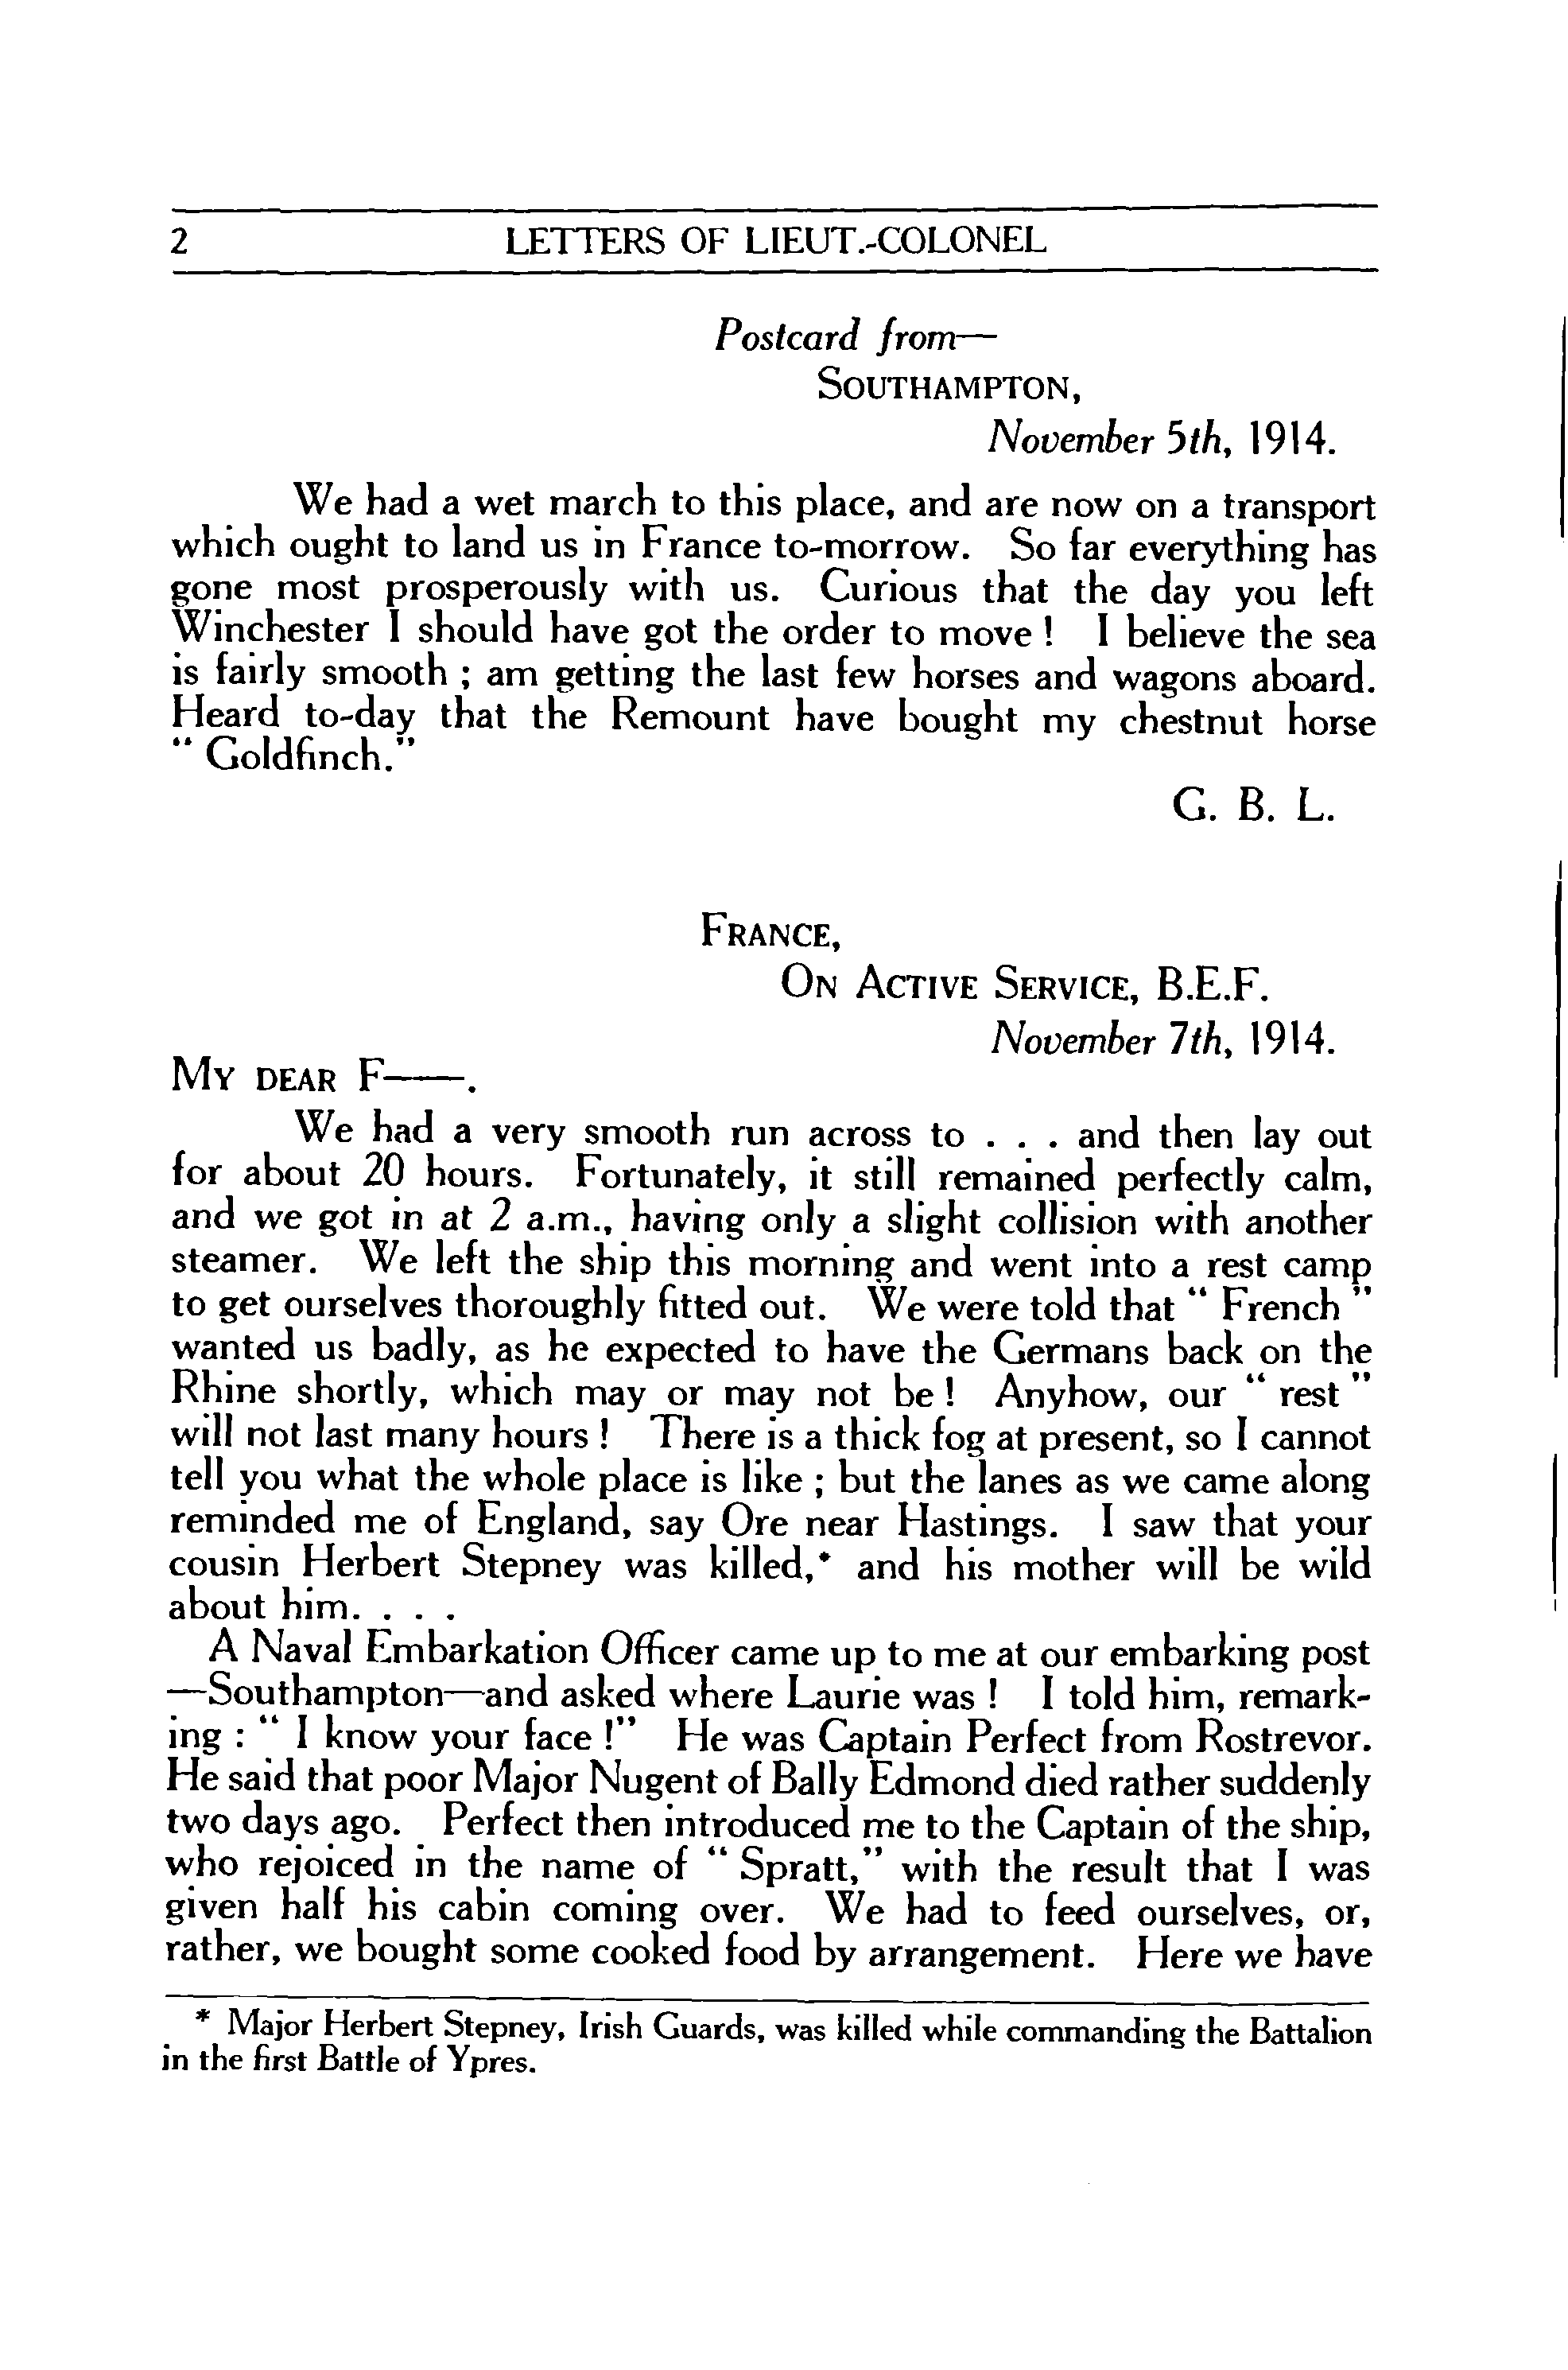 2 LETTERS OF LIEUT.-COLONEL
Postcard from—
SOUTHAMPTON,
November 5th, 1914.
We had a wet march to this place, and are now on a transport
which ought to land us in France to-morrow. So far everything has
gone most prosperously with us. Curious that the day you left
Winchester I should have got the order to move ! I believe the sea
is fairly smooth ; am getting the last few horses and wagons aboard.
Heard to-day that the Remount have bought my chestnut horse
“ Goldfinch.”
G. B. L.
FRANCE,
ON ACTIVE SERVICE, B.E.F.
November 7th, 1914.
MY DEAR F——.
We had a very smooth run across to . . . and then lay out
for about 20 hours. Fortunately, it still remained perfectly calm,
and we got in at 2 a.m., having only a slight collision with another
steamer. We left the ship this morning and went into a rest camp
to get ourselves thoroughly fitted out. We were told that “ French ”
wanted us badly, as he expected to have the Germans back on the
Rhine shortly, which may or may not be ! Anyhow, our “ rest ”
will not last many hours ! There is a thick fog at present, so I cannot
tell you what the whole place is like ; but the lanes as we came along
reminded me of England, say Ore near Hastings. I saw that your
cousin Herbert Stepney was killed,* and his mother will be wild
about him. . . .
A Naval Embarkation Officer came up to me at our embarking post
—Southampton—and asked where Laurie was ! I told him, remark-
ing : “ I know your face !” He was Captain Perfect from Rostrevor.
He said that poor Major Nugent of Bally Edmond died rather suddenly
two days ago. Perfect then introduced me to the Captain of the ship,
who rejoiced in the name of “ Spratt,” with the result that I was
given half his cabin coming over. We had to feed ourselves, or,
rather, we bought some cooked food by arrangement. Here we have
* Major Herbert Stepney, Irish Guards, was killed while commanding the Battalion
in the first Battle of Ypres.